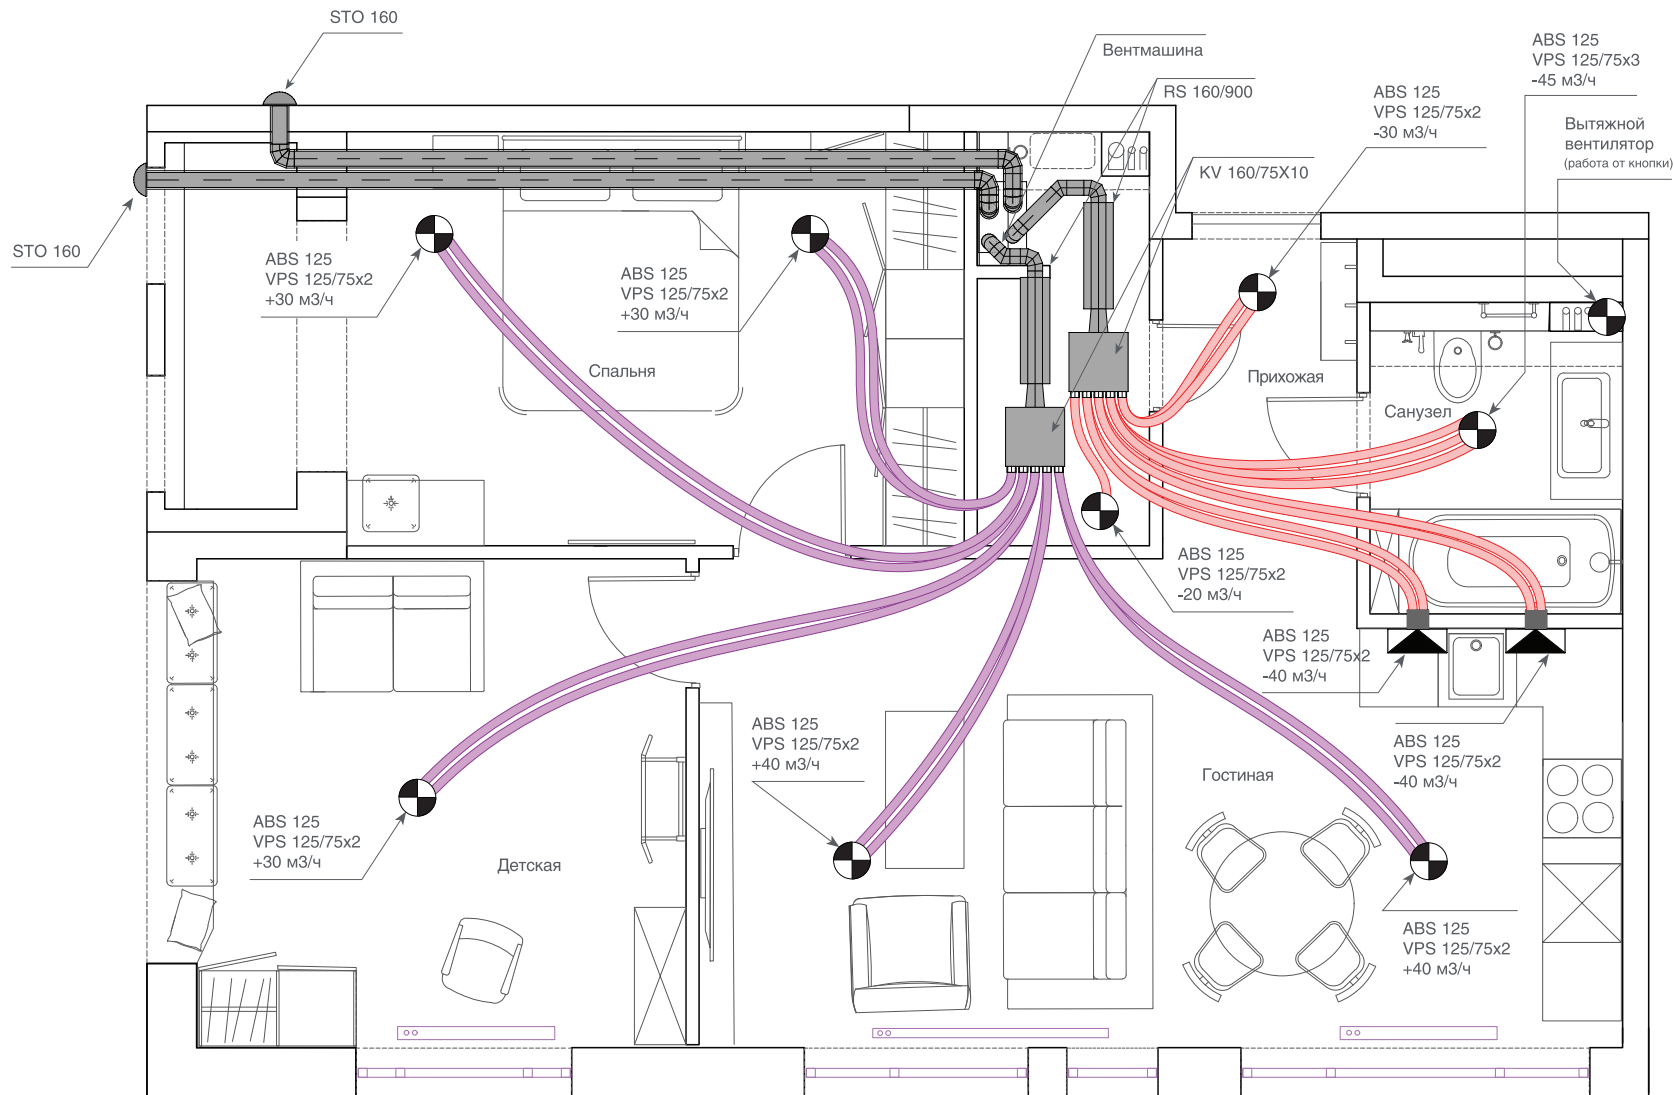 STO 160
Вентмашина
RS 160/900
KV 160/75X10
ABS 125
VPS 125/75x2
-30 м3/ч
ABS 125
VPS 125/75x3
-45 м3/ч
Вытяжной
вентилятор
(работа от кнопки)
STO 160
ABS 125
VPS 125/75x2
+30 м3/ч
ABS 125
VPS 125/75x2
+30 м3/ч
Спальня
Прихожая
Санузел
ABS 125
VPS 125/75x2
-20 м3/ч
ABS 125
VPS 125/75x2
-40 м3/ч
ABS 125
VPS 125/75x2
-40 м3/ч
ABS 125
VPS 125/75x2
+40 м3/ч
Гостиная
ABS 125
VPS 125/75x2
+30 м3/ч
Детская
ABS 125
VPS 125/75x2
+40 м3/ч